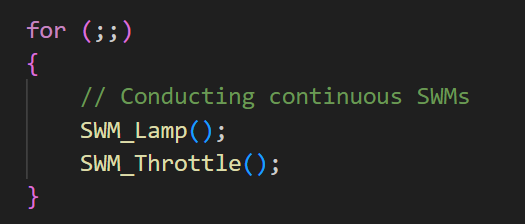 for (;;)
{
    // Conducting continuous SWMs
    SWM_Lamp();
    SWM_Throttle();
}